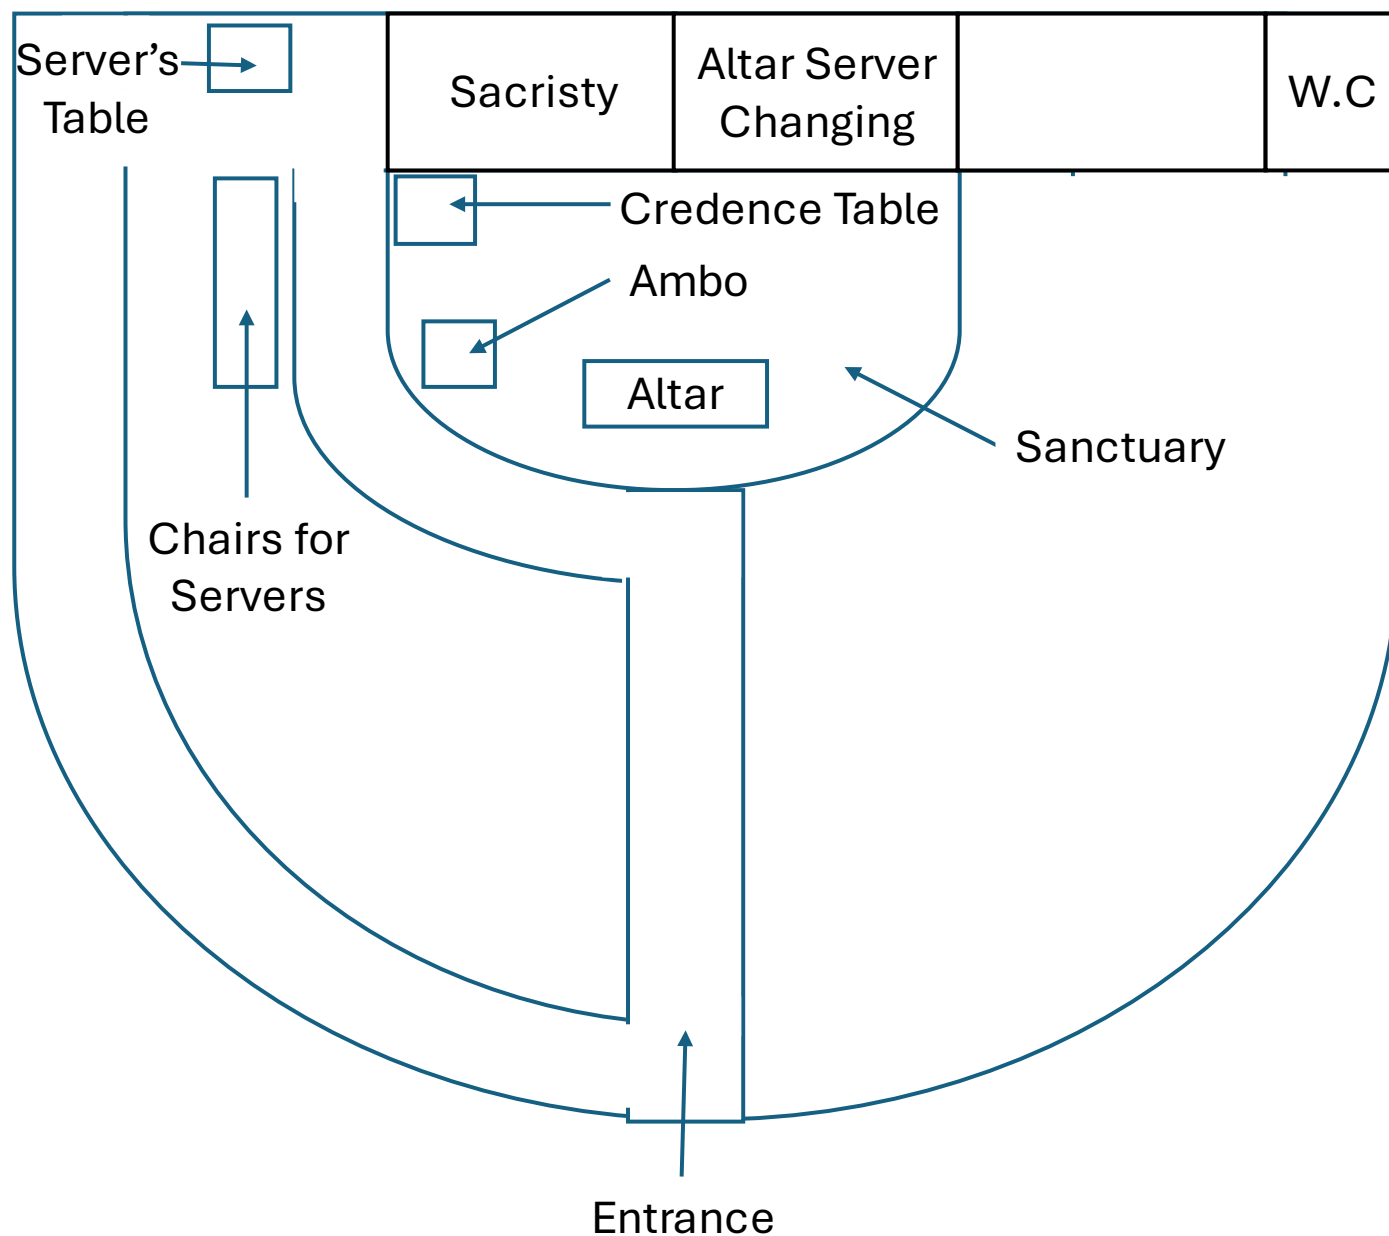 Server’s
Table
Sacristy
Altar Server
Changing
W.C
Credence Table
Ambo
Altar
Sanctuary
Chairs for
Servers
Entrance